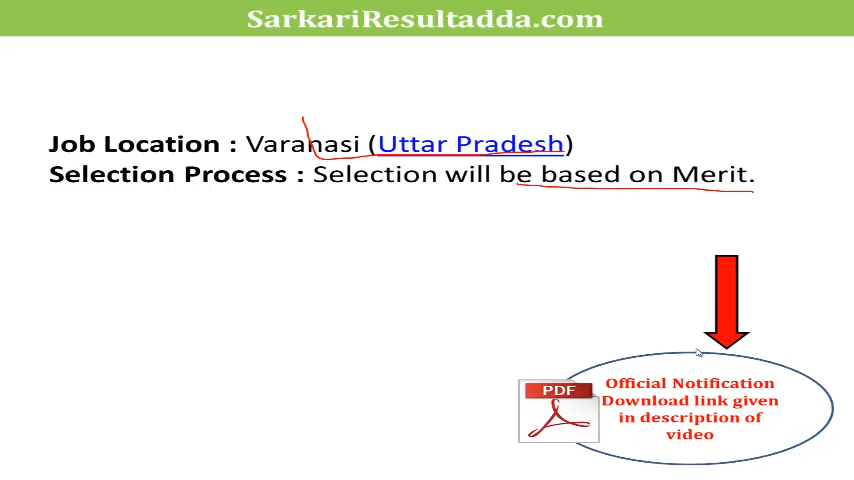 SarkariResultadda.com
Job Location : Varanasi (Uttar Pradesh)
Selection Process : Selection will be based on Merit.
PDF
Official Notification
Download link given
in description of
video